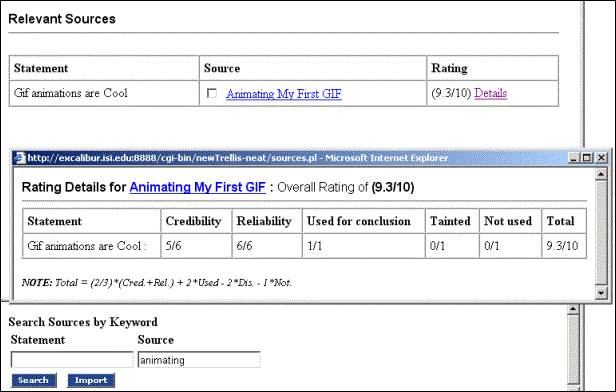 Relevant Sources
Statement Source Rating
Gif animations are Cool Animating My First GIF (9.3/10) Details
http://excalibur.isi.edu:8888/cgi-bin/newTrellis-neat/sources.pl - Microsoft Internet Explorer
Rating Details for Animating My First GIF : Overall Rating of (9.3/10)
Statement Credibility Reliability Used for conclusion Tainted Not used Total
Gif animations are Cool : 5/6 6/6 1/1 0/1 0/1 9.3/10
NOTE: Total = (2/3)*(Cred.+Rel.) + 2*Used - 2*Dis. - 1*Not.
Search Sources by Keyword
Statement Source
animating
Search Import